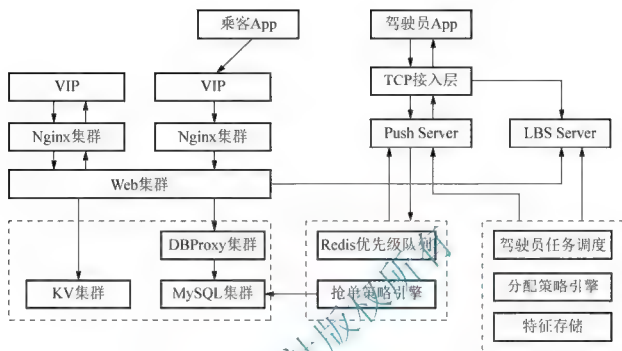 乘客App
驾驶员App
VIP
VIP
TCP接入层
Nginx集群
Nginx集群
Push Server
LBS Server
Web集群
DBProxy集群
Redis优先级队列
驾驶员任务调度
KV集群
MySQL集群
抢单策略引擎
分配策略引擎
特征存储
版权所有